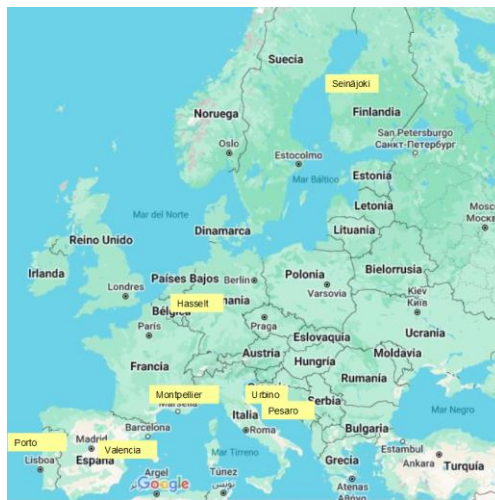 Suecia
Seinäjoki
Noruega
Finlandia
San Petersburgo
Санкт-Петербург
Oslo
Estocolmo
Estonia
Mar Báltico
Letonia
Mar del Norte
Dinamarca
Lituania
Reino Unido
Irlanda
Bielorrusia
Países Bajos
Berlín
Polonia
Londres
Varsovia
Hasselt
Bélgica
París
Praga
Kiev
Київ
Ucrania
Eslovaquia
Austria
Hungría
Moldavia
Francia
Rumanía
Montpellier
Urbino
Serbia
Pesaro
Italia
Mar Negro
Roma
Bulgaria
Porto
Madrid
Barcelona
Valencia
España
Lisboa
Mar Tirreno
Estambul
Ankara
Turquía
Grecia
Argel
Túnez
تونس
Atenas
Αθήνα
Google